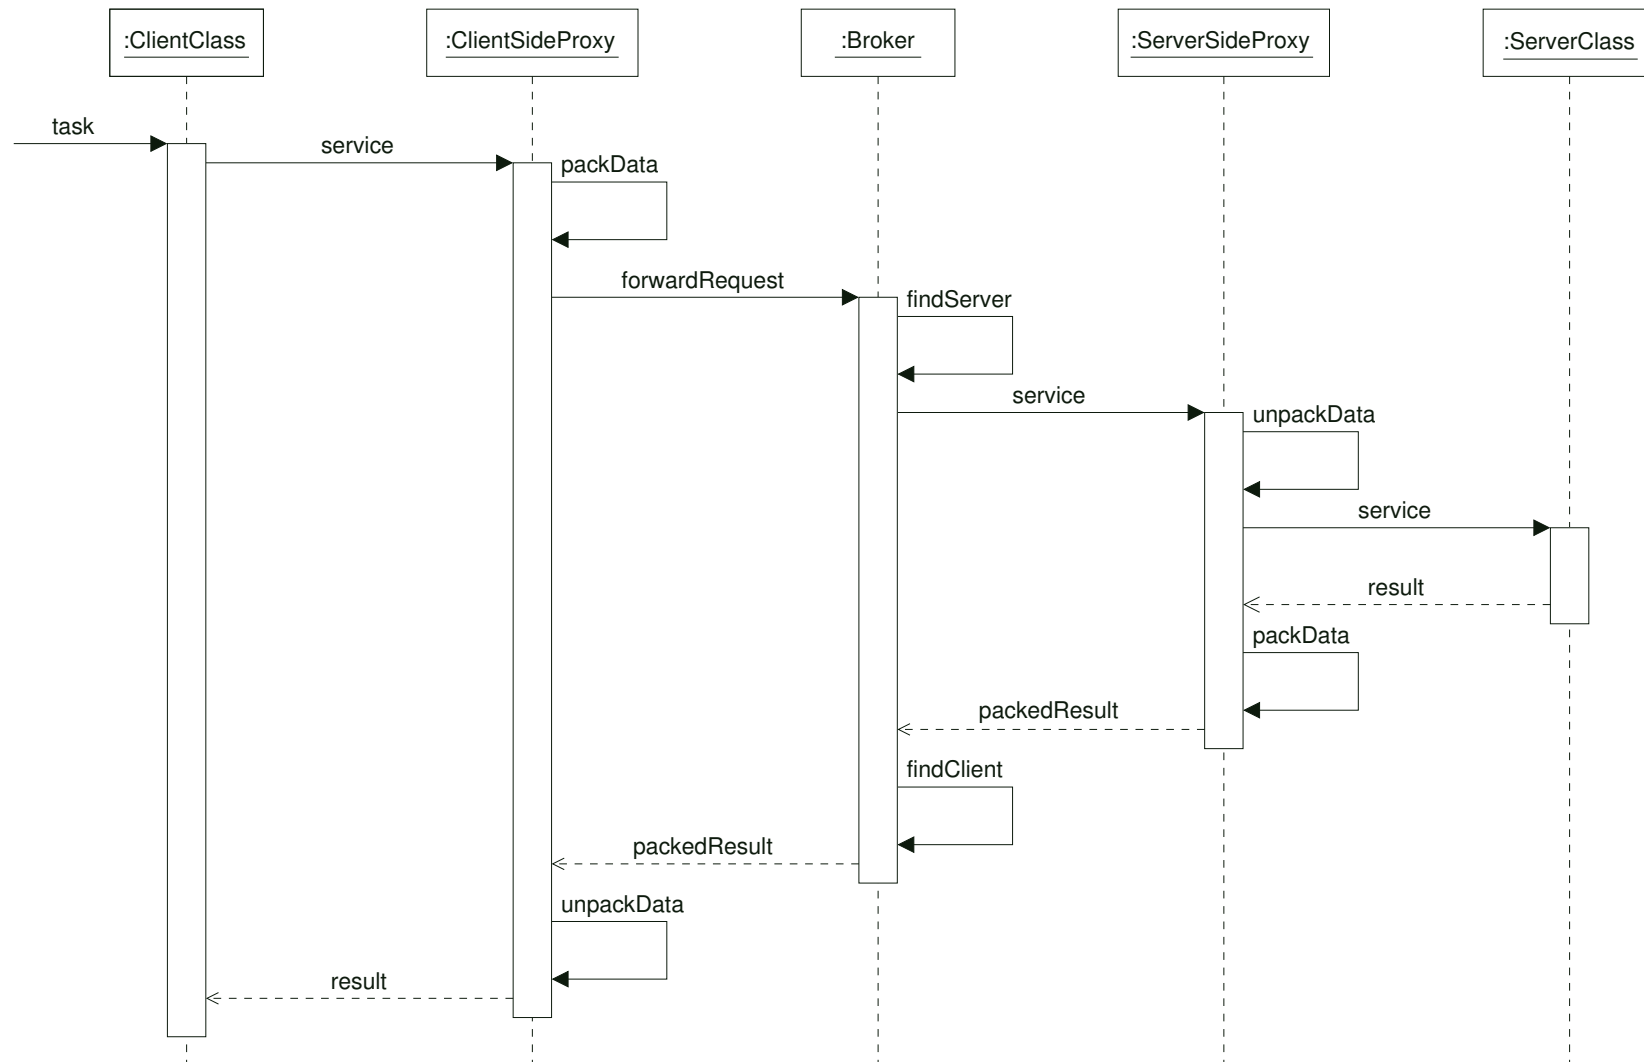 :ClientClass
:ClientSideProxy
:Broker
:ServerSideProxy
:ServerClass
task
service
packData
forwardRequest
findServer
service
unpackData
service
result
packData
packedResult
findClient
packedResult
unpackData
result